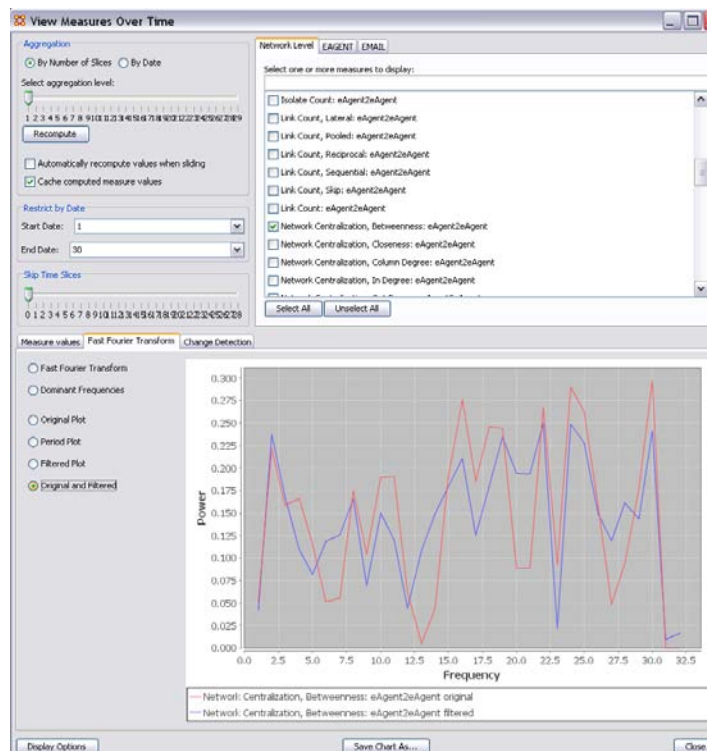 View Measures Over Time
Aggregation
By Number of Slices By Date
Select aggregation level:
Recompute
Automatically recompute values when sliding
Cache computed measure values
Restrict by Date
Start Date: 1
End Date: 30
Skip Time Slices
Network Level EAGENT EMAIL
Select one or more measures to display:
Isolate Count: eAgent2eAgent
Link Count, Lateral: eAgent2eAgent
Link Count, Pooled: eAgent2eAgent
Link Count, Reciprocal: eAgent2eAgent
Link Count, Sequential: eAgent2eAgent
Link Count, Skip: eAgent2eAgent
Link Count: eAgent2eAgent
Network Centralization, Betweenness: eAgent2eAgent
Network Centralization, Closeness: eAgent2eAgent
Network Centralization, Column Degree: eAgent2eAgent
Network Centralization, In Degree: eAgent2eAgent
Select All Unselect All
Measure values Fast Fourier Transform Change Detection
Fast Fourier Transform
Dominant Frequencies
Original Plot
Period Plot
Filtered Plot
Original and Filtered
0.300
0.275
0.250
0.225
0.200
0.175
0.150
0.125
0.100
0.075
0.050
0.025
0.000
Power
0.0 2.5 5.0 7.5 10.0 12.5 15.0 17.5 20.0 22.5 25.0 27.5 30.0 32.5
Frequency
Network: Centralization, Betweenness: eAgent2eAgent original
Network: Centralization, Betweenness: eAgent2eAgent filtered
Display Options Save Chart As... Close